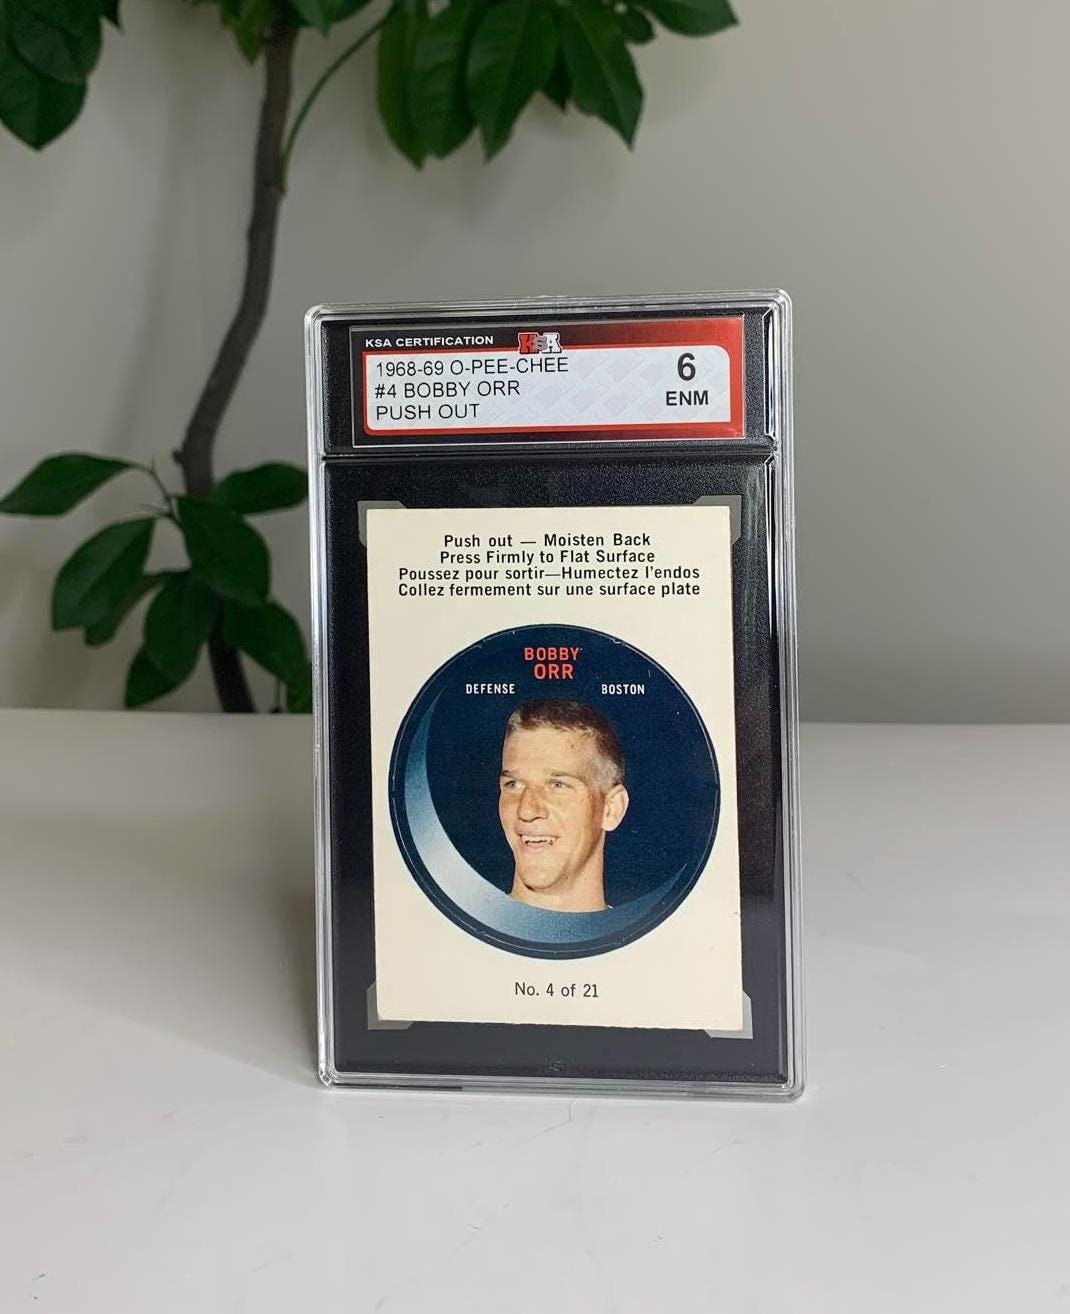 KSA CERTIFICATION
KSA
1968-69 O-PEE-CHEE
#4 BOBBY ORR
PUSH OUT
6
ENM
Push out — Moisten Back
Press Firmly to Flat Surface
Poussez pour sortir—Humectez l'endos
Collez fermement sur une surface plate
BOBBY
ORR
DEFENSE
BOSTON
No. 4 of 21